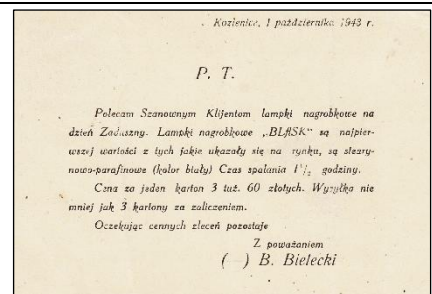 Kozienice, 1 października 1943 r.
P. T.
Polecam Szanownym Klijentom lampki nagrobkowe na
dzień Zaduszny. Lampki nagrobkowe „BLASK” są najpier-
wszej wartości z tych jakie ukazały się na rynku, są steary-
nowo-parafinowe (kolor biały) Czas spalania 1½ godziny.
Cena za jeden karton 3 tuz. 60 złotych. Wysyłka nie
mniej jak 3 kartony za zaliczeniem.
Oczekując cennych zleceń pozostaję
Z poważaniem
(—) B. Bielecki